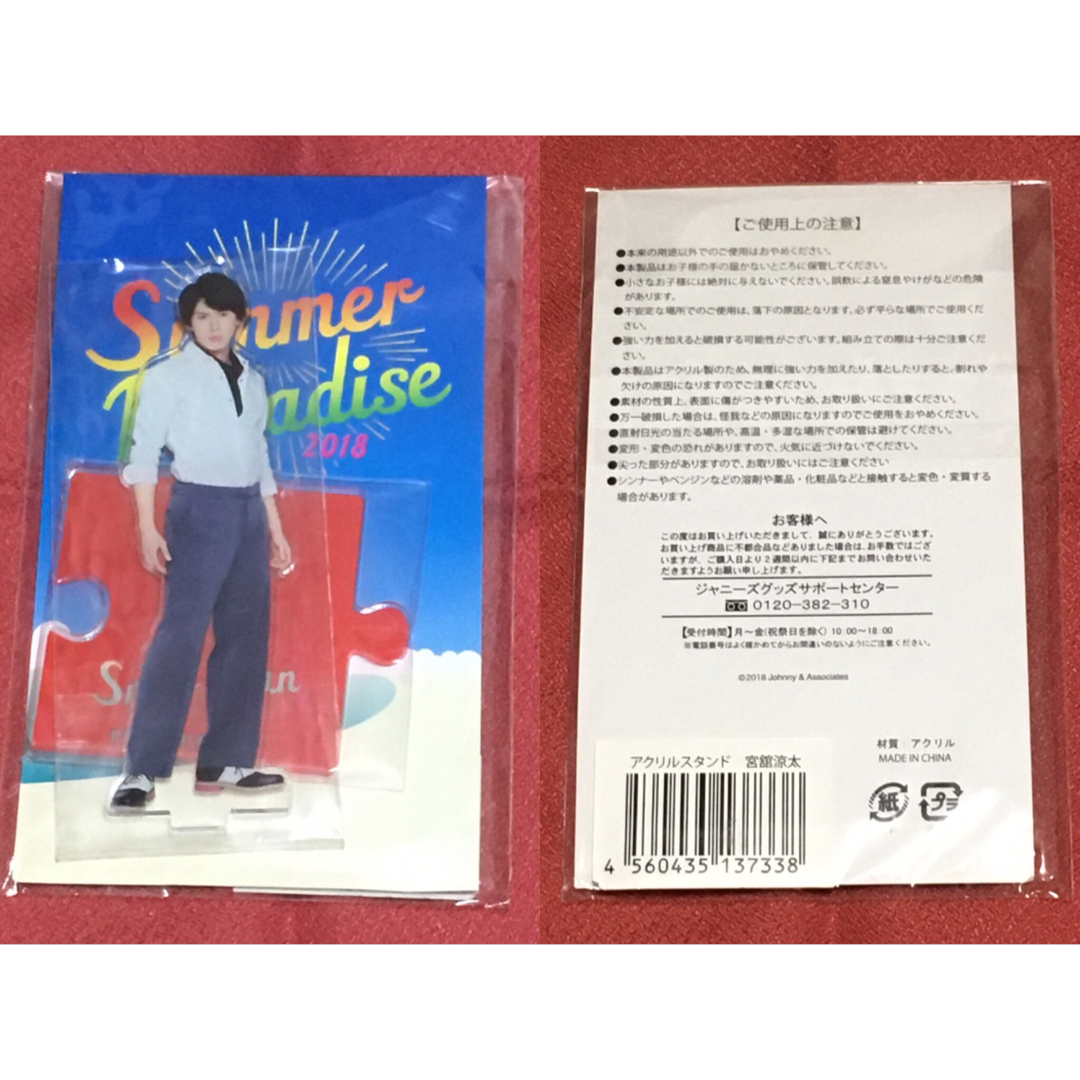 Summer
Paradise
2018
【ご使用上の注意】
●本来の用途以外でのご使用はおやめください。
●本製品はお子様の手の届かないところに保管してください。
●小さなお子様には絶対に与えないでください。誤飲による窒息やけがなどの危険
があります。
●不安定な場所でのご使用は、落下の原因となります。必ず平らな場所でご使用くだ
さい。
●強い力を加えると破損する可能性がございます。組み立ての際は十分ご注意くだ
さい。
●本製品はアクリル製のため、無理に強い力を加えたり、落としたりすると、割れや
欠けの原因になりますのでご注意ください。
●素材の性質上、表面に傷がつきやすいため、お取り扱いにご注意ください。
●万一破損した場合は、怪我などの原因になりますのでご使用をおやめください。
●直射日光の当たる場所や、高温・多湿な場所での保管は避けてください。
●変形・変色の恐れがありますので、火気に近づけないでください。
●尖った部分がありますので、お取り扱いにはご注意ください
●シンナーやベンジンなどの溶剤や薬品・化粧品などと接触すると変色・変質する
場合があります。
お客様へ
この度はお買い上げいただきまして、誠にありがとうございます。
お買い上げ商品に不都合品などありました場合は、お手数ではござ
いますが、ご購入日より2週間以内に下記までお問い合わせいただ
きますようお願い申し上げます。
ジャニーズグッズサポートセンター
0120-382-310
【受付時間】月〜金(祝祭日を除く) 10:00〜18:00
※電話番号はよく確かめてからお間違いのないようにご注意ください。
©2018 Johnny & Associates
材質:アクリル
MADE IN CHINA
アクリルスタンド 宮舘涼太
紙
プラ
4 560435 137338